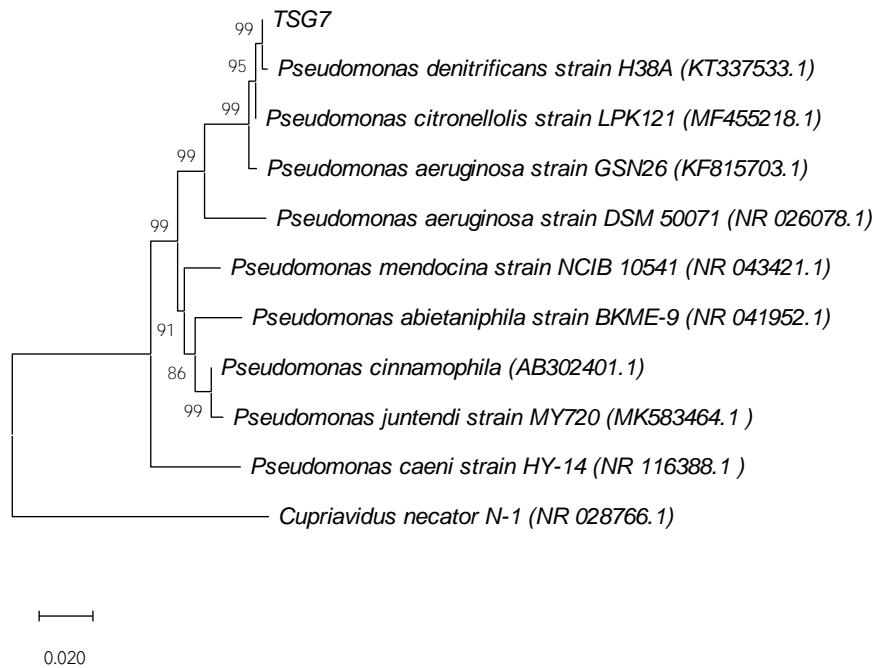 TSG7
99
Pseudomonas denitrificans strain H38A (KT337533.1)
95
Pseudomonas citronellolis strain LPK121 (MF455218.1)
99
Pseudomonas aeruginosa strain GSN26 (KF815703.1)
99
Pseudomonas aeruginosa strain DSM 50071 (NR 026078.1)
99
Pseudomonas mendocina strain NCIB 10541 (NR 043421.1)
Pseudomonas abietaniphila strain BKME-9 (NR 041952.1)
91
Pseudomonas cinnamophila (AB302401.1)
86
Pseudomonas juntendi strain MY720 (MK583464.1 )
99
Pseudomonas caeni strain HY-14 (NR 116388.1 )
Cupriavidus necator N-1 (NR 028766.1)
0.020